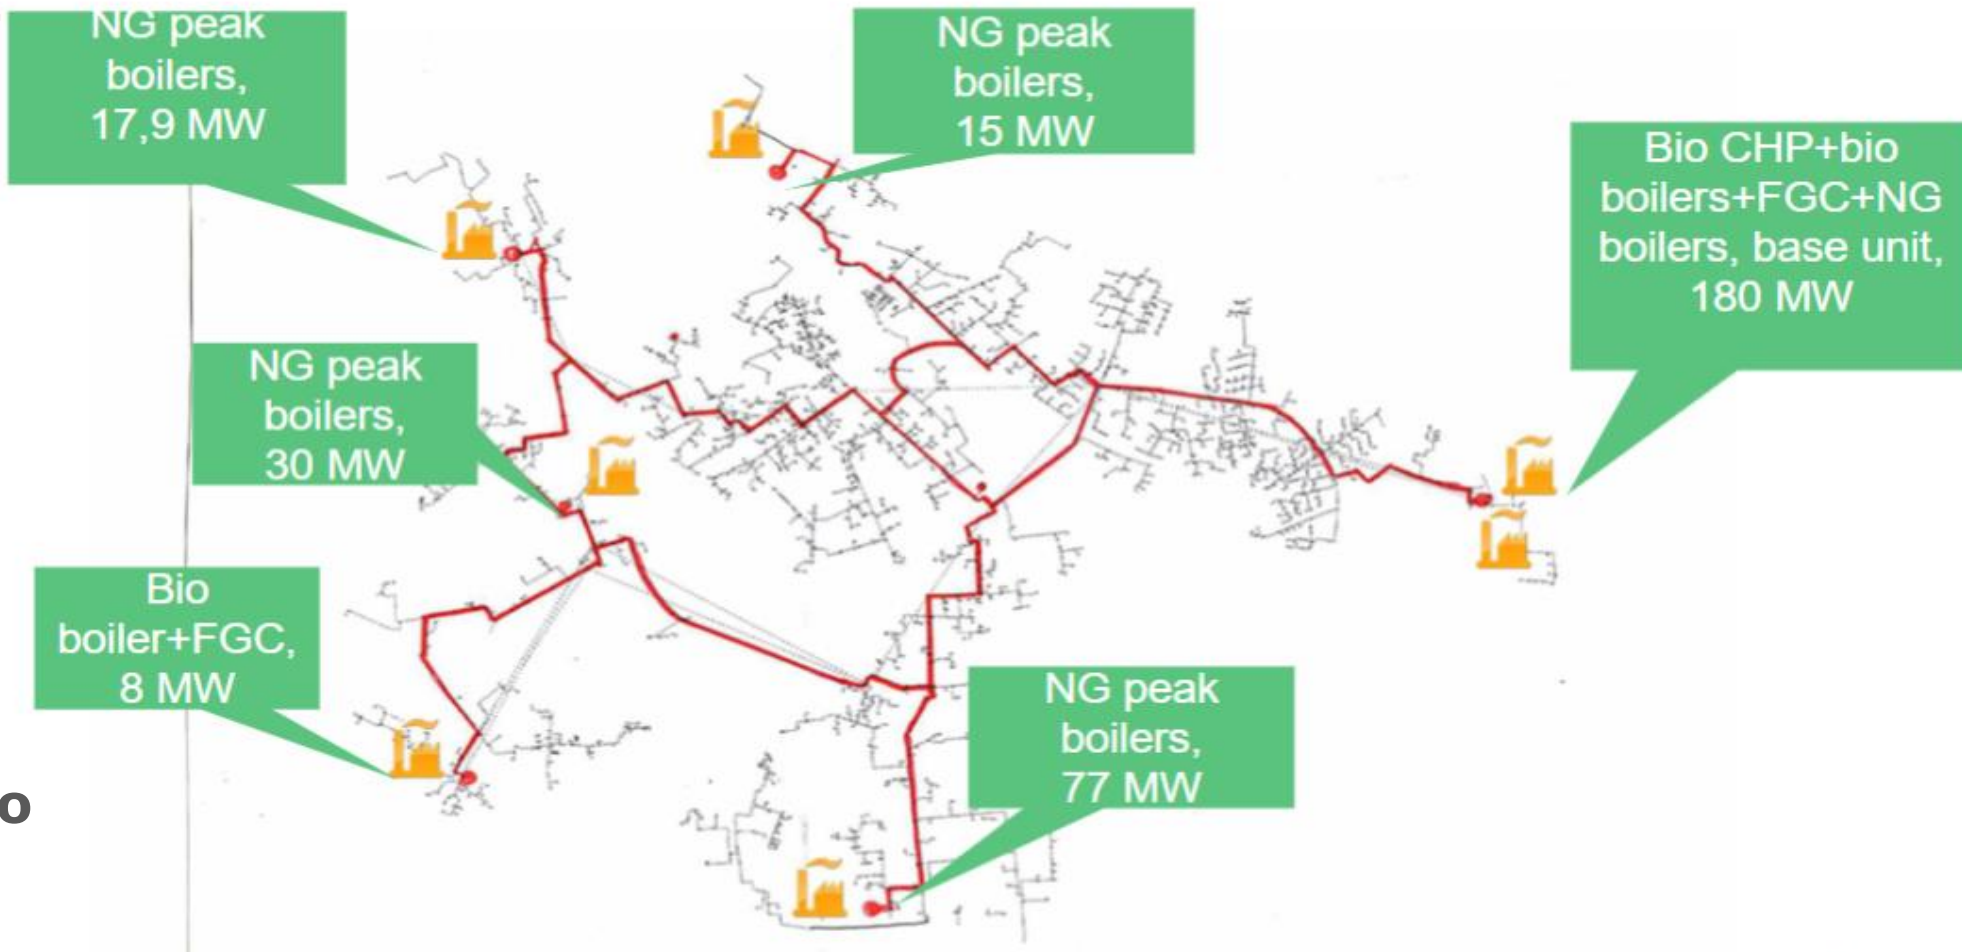 NG peak
boilers,
17,9 MW
NG peak
boilers,
15 MW
Bio CHP+bio
boilers+FGC+NG
boilers, base unit,
180 MW
NG peak
boilers,
30 MW
Bio
boiler+FGC,
8 MW
NG peak
boilers,
77 MW
o